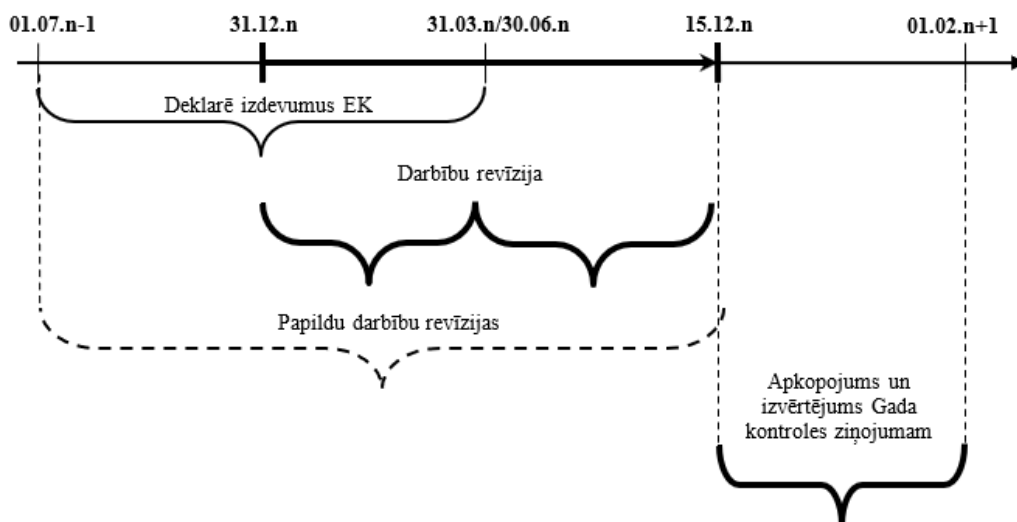 01.07.n-1 31.12.n 31.03.n/30.06.n 15.12.n 01.02.n+1
Deklarē izdevumus EK
Darbību revīzija
Papildu darbību revīzijas
Apkopojums un
izvērtējums Gada
kontroles ziņojumam